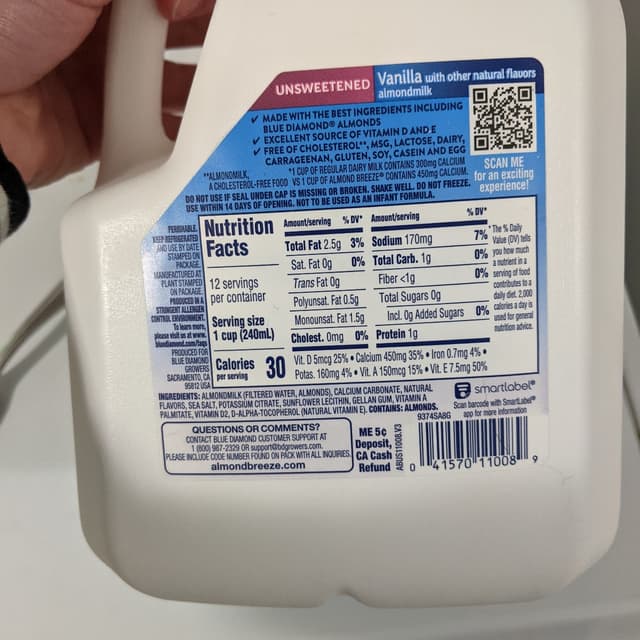 UNSWEETENED
Vanilla with other natural flavors
almondmilk
✓ MADE WITH THE BEST INGREDIENTS INCLUDING
BLUE DIAMOND® ALMONDS
✓ EXCELLENT SOURCE OF VITAMIN D AND E
✓ FREE OF CHOLESTEROL**, MSG, LACTOSE, DAIRY,
CARRAGEENAN, GLUTEN, SOY, CASEIN AND EGG
**ALMONDMILK,
A CHOLESTEROL-FREE FOOD
*1 CUP OF REGULAR DAIRY MILK CONTAINS 300mg CALCIUM
VS 1 CUP OF ALMOND BREEZE® CONTAINS 450mg CALCIUM.
DO NOT USE IF SEAL UNDER CAP IS MISSING OR BROKEN. SHAKE WELL. DO NOT FREEZE.
USE WITHIN 14 DAYS OF OPENING. NOT TO BE USED AS AN INFANT FORMULA.
SCAN ME
for an exciting
experience!
PERISHABLE.
KEEP REFRIGERATED
AND USE BY DATE
STAMPED ON
PACKAGE.
MANUFACTURED AT
PLANT STAMPED
ON PACKAGE.
PRODUCED IN A
STRINGENT ALLERGEN
CONTROL ENVIRONMENT.
To learn more,
please visit us at www.
bluediamond.com/faqs
PRODUCED FOR
BLUE DIAMOND
GROWERS
SACRAMENTO, CA
95812 USA
Nutrition
Facts
12 servings
per container
Serving size
1 cup (240mL)
Calories
per serving
30
Amount/serving % DV*
Total Fat 2.5g 3%
Sat. Fat 0g 0%
Trans Fat 0g
Polyunsat. Fat 0.5g
Monounsat. Fat 1.5g
Cholest. 0mg 0%
Amount/serving % DV*
Sodium 170mg 7%
Total Carb. 1g 0%
Fiber <1g 0%
Total Sugars 0g
Incl. 0g Added Sugars 0%
Protein 1g
Vit. D 5mcg 25% • Calcium 450mg 35% • Iron 0.7mg 4% •
Potas. 160mg 4% • Vit. A 150mcg 15% • Vit. E 7.5mg 50%
*The % Daily
Value (DV) tells
you how much
a nutrient in a
serving of food
contributes to a
daily diet. 2,000
calories a day is
used for general
nutrition advice.
INGREDIENTS: ALMONDMILK (FILTERED WATER, ALMONDS), CALCIUM CARBONATE, NATURAL
FLAVORS, SEA SALT, POTASSIUM CITRATE, SUNFLOWER LECITHIN, GELLAN GUM, VITAMIN A
PALMITATE, VITAMIN D2, D-ALPHA-TOCOPHEROL (NATURAL VITAMIN E). CONTAINS: ALMONDS.
smartlabel®
Scan barcode with SmartLabel®
app for more information
QUESTIONS OR COMMENTS?
CONTACT BLUE DIAMOND CUSTOMER SUPPORT AT
1 (800) 987-2329 OR support@bdgrowers.com.
PLEASE INCLUDE CODE NUMBER FOUND ON PACK WITH ALL INQUIRIES.
almondbreeze.com
ME 5¢
Deposit,
CA Cash
Refund
ABUS11008.V3
9374SA8G
0 41570 11008 9